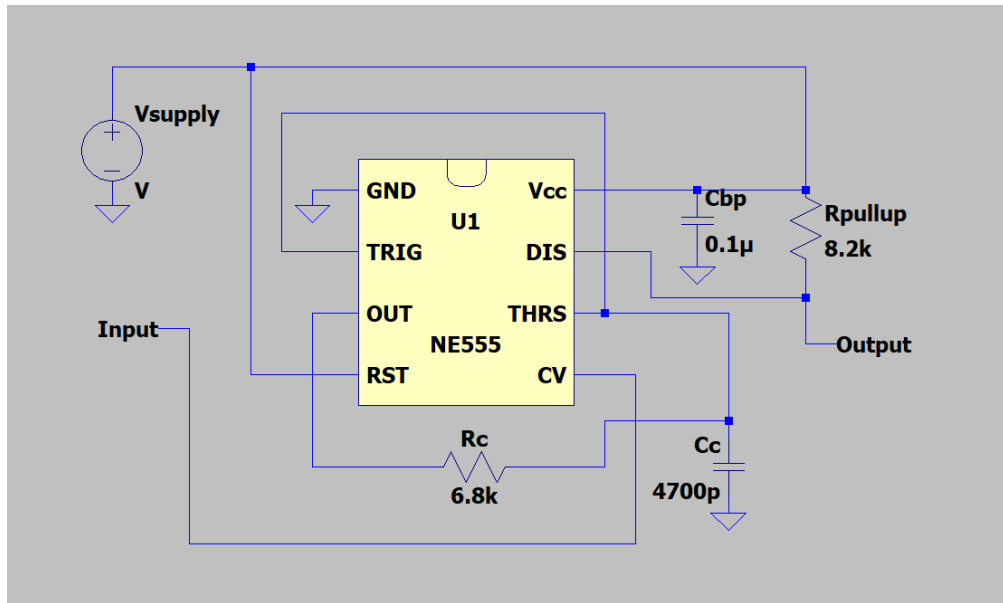 Vsupply
V
GND
Vcc
U1
TRIG
DIS
OUT
THRS
NE555
RST
CV
Cbp
0.1µ
Rpullup
8.2k
Input
Output
Rc
6.8k
Cc
4700p